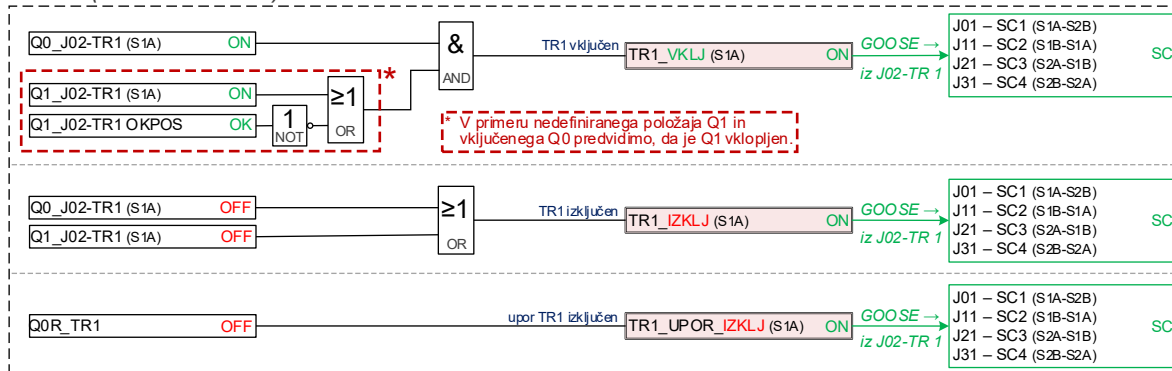 Q0_J02-TR1 (S1A) ON
&
AND
TR1 vključen
TR1_VKLJ (S1A) ON
GOOSE →
iz J02-TR 1
J01 – SC1 (S1A-S2B)
J11 – SC2 (S1B-S1A)
J21 – SC3 (S2A-S1B)
J31 – SC4 (S2B-S2A)
SC
*
Q1_J02-TR1 (S1A) ON
Q1_J02-TR1 OKPOS OK
1
NOT
≥1
OR
* V primeru nedefiniranega položaja Q1 in
vključenega Q0 predvidimo, da je Q1 vklopljen.
Q0_J02-TR1 (S1A) OFF
Q1_J02-TR1 (S1A) OFF
≥1
OR
TR1 izključen
TR1_IZKLJ (S1A) ON
GOOSE →
iz J02-TR 1
J01 – SC1 (S1A-S2B)
J11 – SC2 (S1B-S1A)
J21 – SC3 (S2A-S1B)
J31 – SC4 (S2B-S2A)
SC
Q0R_TR1 OFF
upor TR1 izključen
TR1_UPOR_IZKLJ (S1A) ON
GOOSE →
iz J02-TR 1
J01 – SC1 (S1A-S2B)
J11 – SC2 (S1B-S1A)
J21 – SC3 (S2A-S1B)
J31 – SC4 (S2B-S2A)
SC